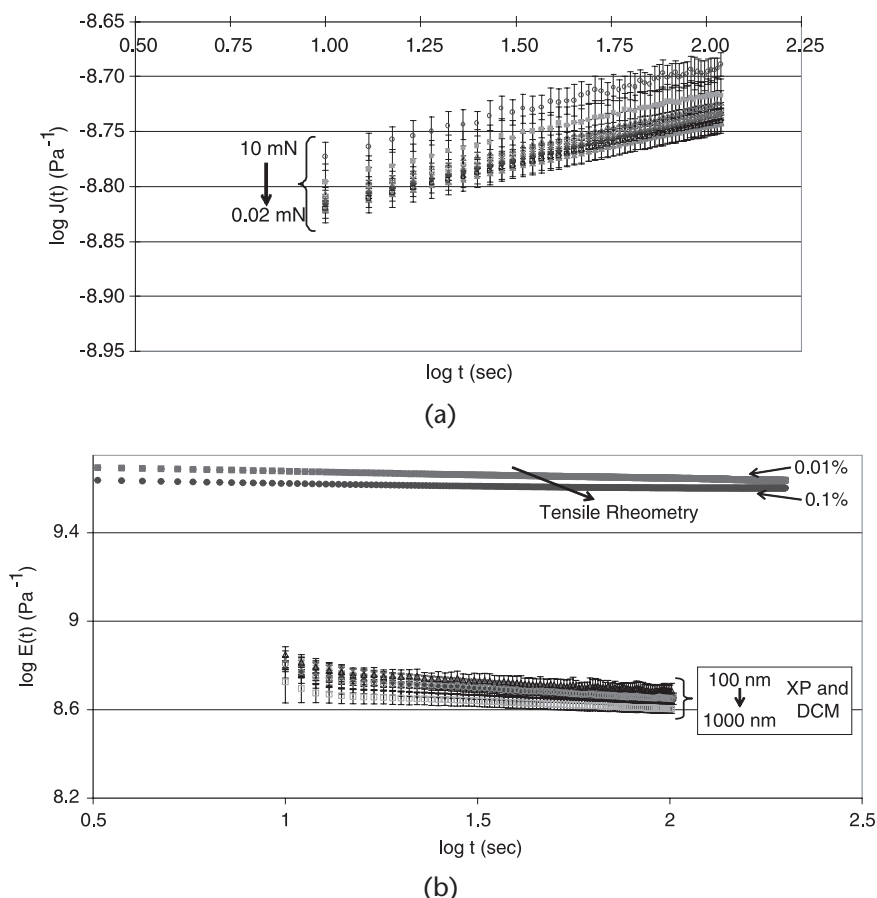 -8.65
0.50 0.75 1.00 1.25 1.50 1.75 2.00 2.25
-8.70
-8.75
10 mN
-8.80
0.02 mN
-8.85
-8.90
-8.95
log J(t) (Pa⁻¹)
log t (sec)
(a)
0.01%
0.1%
Tensile Rheometry
9.4
9
log E(t) (Pa⁻¹)
100 nm
1000 nm
XP and
DCM
8.6
8.2
0.5 1 1.5 2 2.5
log t (sec)
(b)